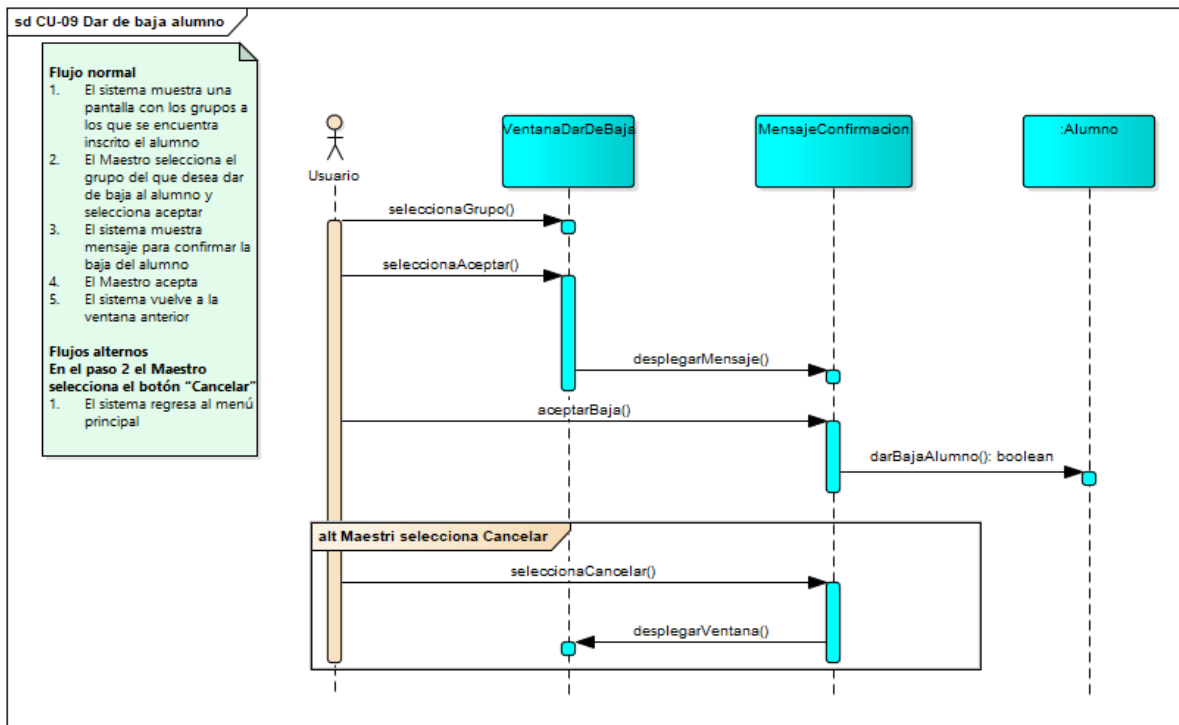 sd CU-09 Dar de baja alumno
Flujo normal
1. El sistema muestra una
pantalla con los grupos a
los que se encuentra
inscrito el alumno
2. El Maestro selecciona el
grupo del que desea dar
de baja al alumno y
selecciona aceptar
3. El sistema muestra
mensaje para confirmar la
baja del alumno
4. El Maestro acepta
5. El sistema vuelve a la
ventana anterior
Flujos alternos
En el paso 2 el Maestro
selecciona el botón “Cancelar”
1. El sistema regresa al menú
principal
Usuario
VentanaDarDeBaja
MensajeConfirmacion
:Alumno
seleccionaGrupo()
seleccionaAceptar()
desplegarMensaje()
aceptarBaja()
darBajaAlumno(): boolean
alt Maestri selecciona Cancelar
seleccionaCancelar()
desplegarVentana()